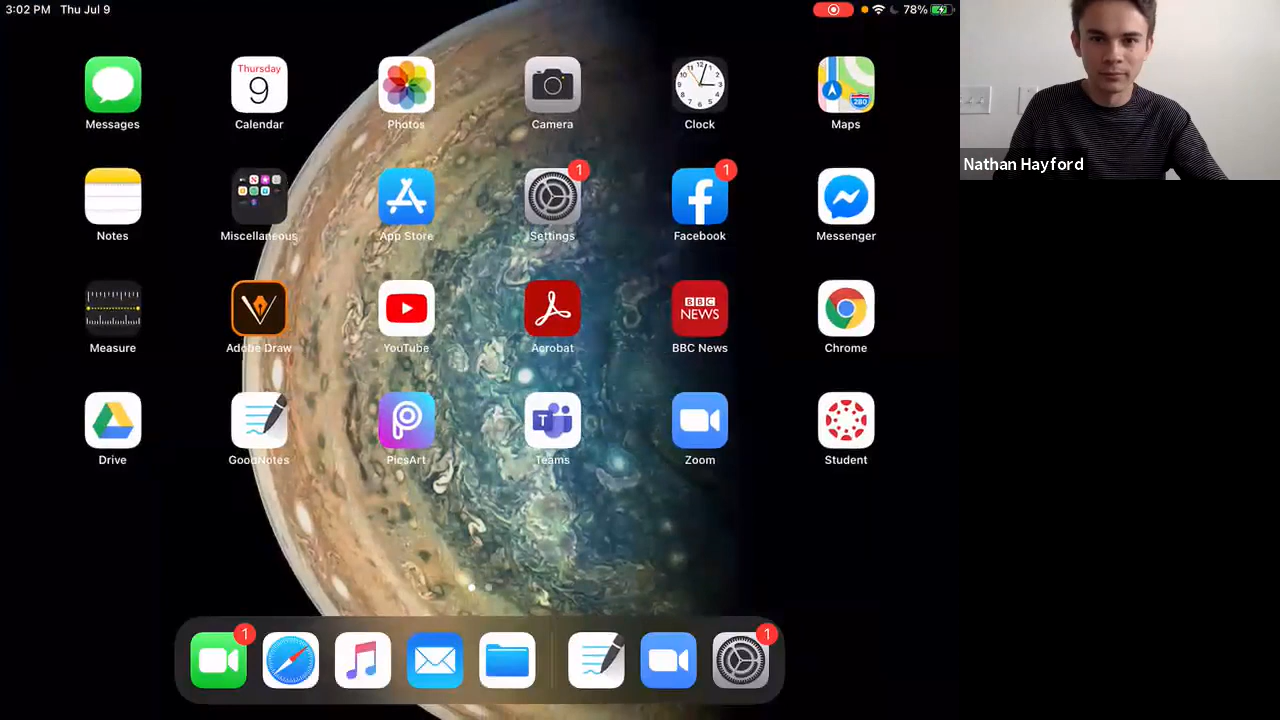 3:02 PM Thu Jul 9
78%
Nathan Hayford
Thursday
9
280
Messages
Calendar
Photos
Camera
Clock
Maps
1
1
Notes
Miscellaneous
App Store
Settings
Facebook
Messenger
BBC
NEWS
Measure
Adobe Draw
YouTube
Acrobat
BBC News
Chrome
T
Drive
GoodNotes
PicsArt
Teams
Zoom
Student
1
1